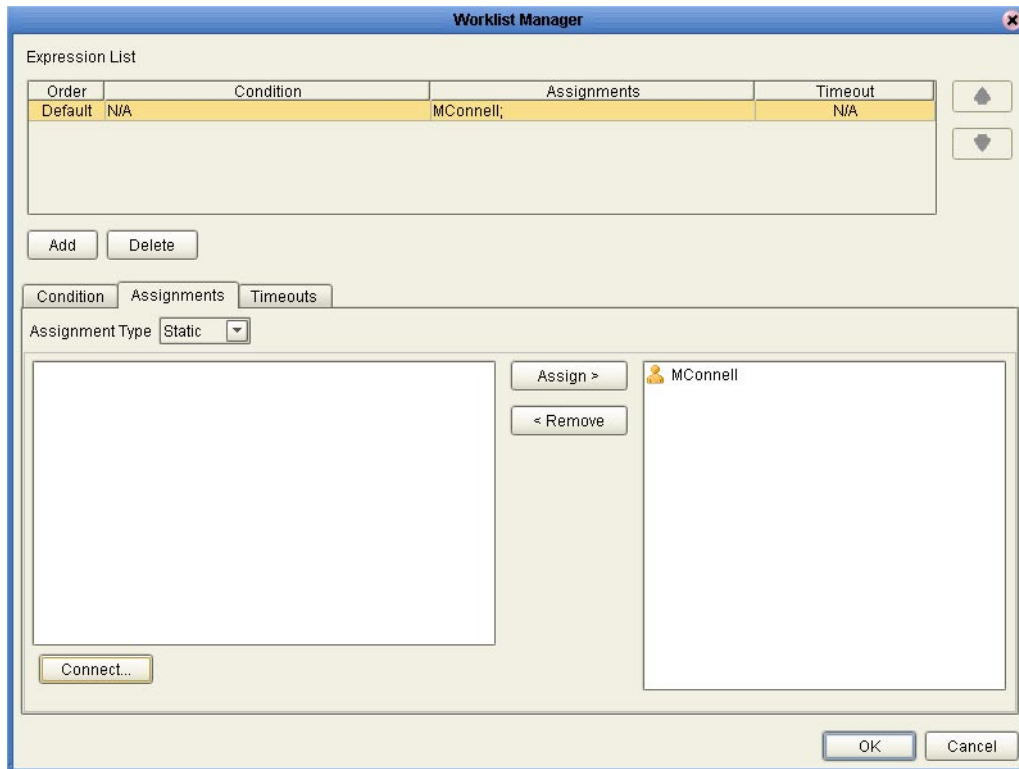 Worklist Manager
Expression List
Order Condition Assignments Timeout
Default N/A MConnell; N/A
Add Delete
Condition Assignments Timeouts
Assignment Type Static
Assign > MConnell
< Remove
Connect...
OK Cancel